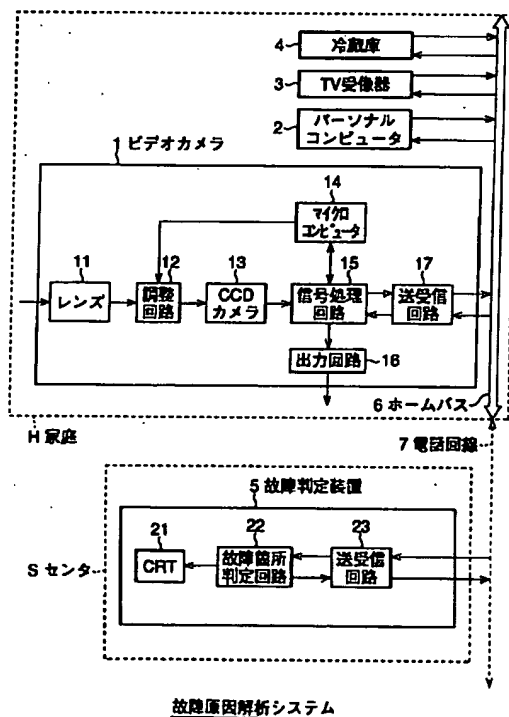 4
冷蔵庫
3
TV受像器
2
パーソナル
コンピュータ
1 ビデオカメラ
14
マイクロ
コンピュータ
11
レンズ
12
調整
回路
13
CCD
カメラ
15
信号処理
回路
17
送受信
回路
出力回路
16
6 ホームバス
H 家庭
7 電話回線
5 故障判定装置
21
CRT
22
故障箇所
判定回路
23
送受信
回路
S センタ
故障原因解析システム